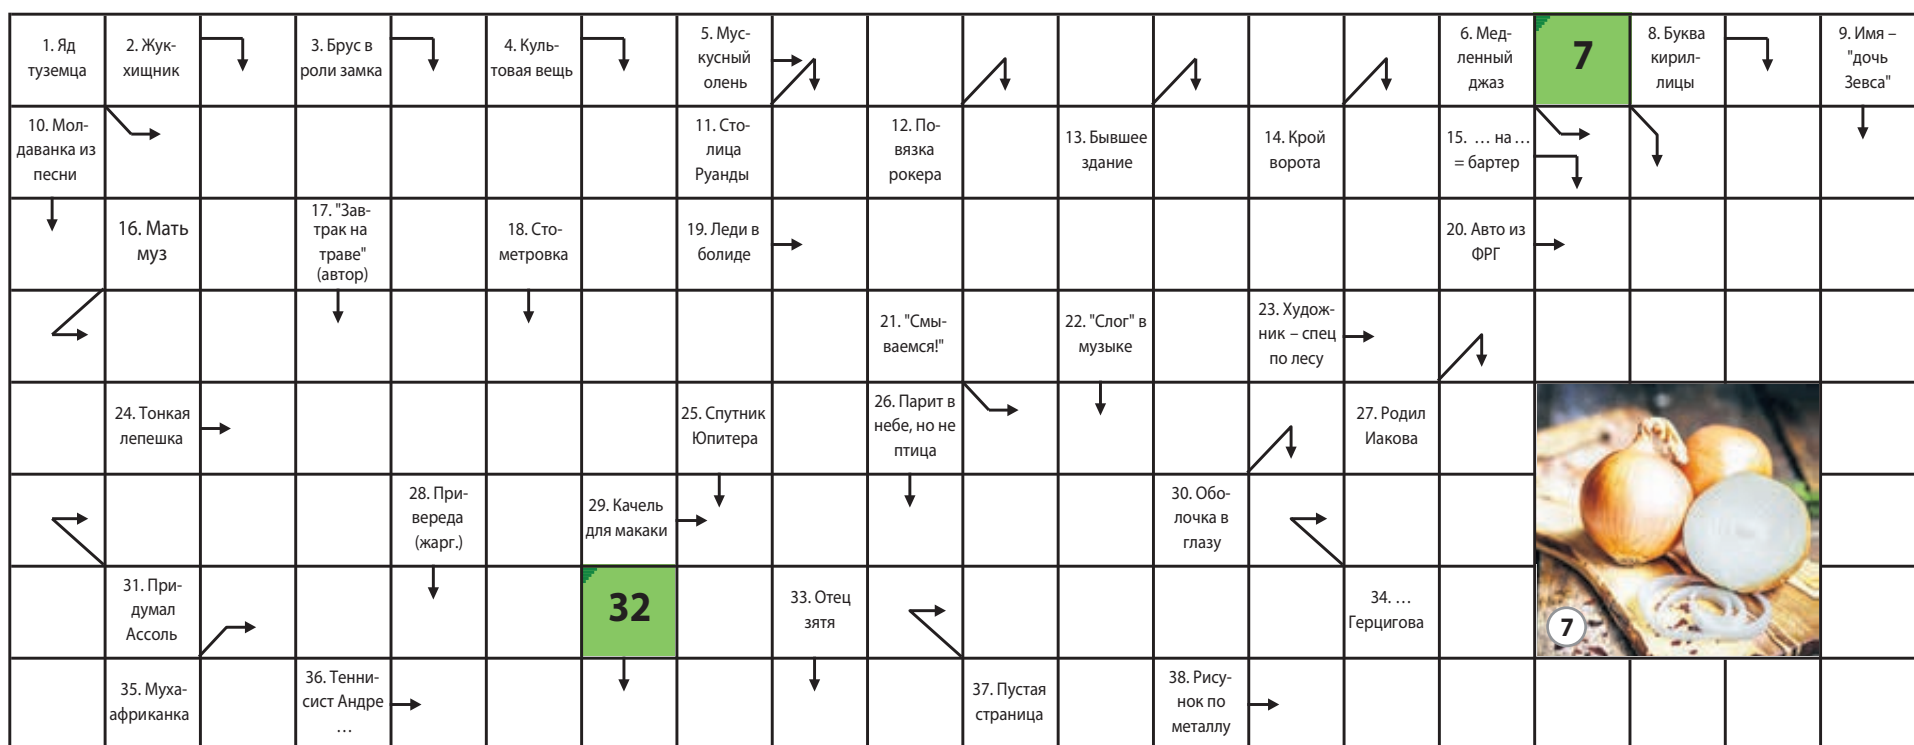 1. Яд
туземца
2. Жук-
хищник
3. Брус в
роли замка
4. Куль-
товая вещь
5. Мус-
кусный
олень
6. Мед-
ленный
джаз
7
8. Буква
кирил-
лицы
9. Имя –
"дочь
Зевса"
10. Мол-
даванка из
песни
11. Сто-
лица
Руанды
12. По-
вязка
рокера
13. Бывшее
здание
14. Крой
ворота
15. … на …
= бартер
16. Мать
муз
17. "Зав-
трак на
траве"
(автор)
18. Сто-
метровка
19. Леди в
болиде
20. Авто из
ФРГ
21. "Смы-
ваемся!"
22. "Слог" в
музыке
23. Худож-
ник – спец
по лесу
24. Тонкая
лепешка
25. Спутник
Юпитера
26. Парит в
небе, но не
птица
27. Родил
Иакова
28. При-
вереда
(жарг.)
29. Качель
для макаки
30. Обо-
лочка в
глазу
31. При-
думал
Ассоль
32
33. Отец
зятя
34. …
Герцигова
7
35. Муха-
африканка
36. Тенни-
сист Андре
…
37. Пустая
страница
38. Рису-
нок по
металлу